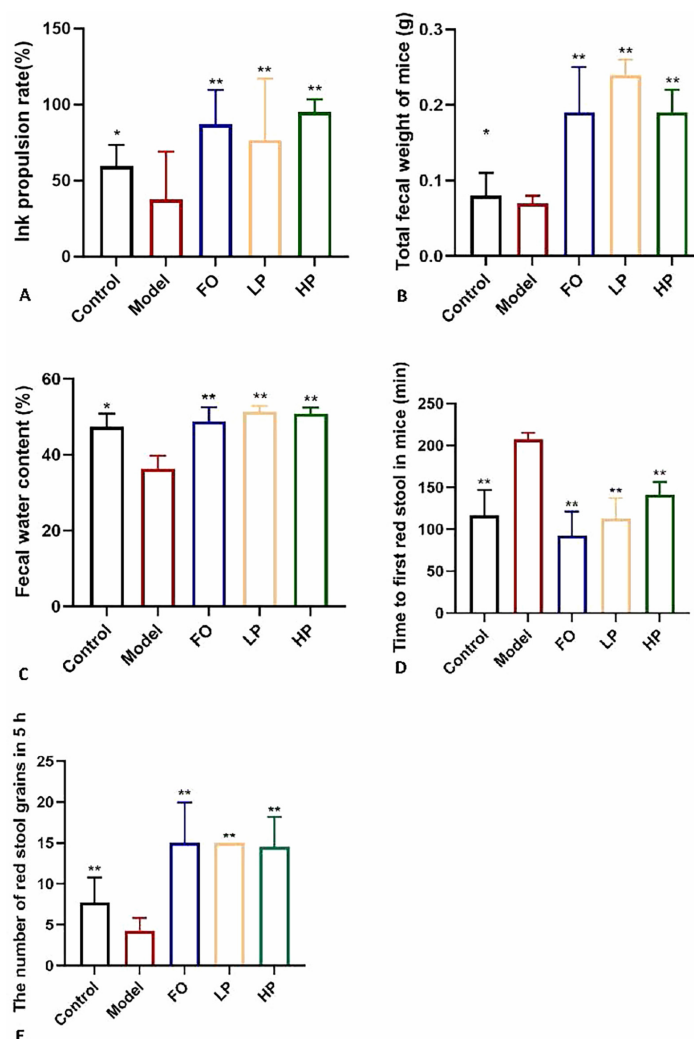 Ink propulsion rate(%)
150
100
50
0
*
**
**
**
Control
Model
FO
LP
HP
A
Total fecal weight of mice (g)
0.3
0.2
0.1
0.0
*
**
**
**
Control
Model
FO
LP
HP
B
Fecal water content (%)
60
40
20
0
*
**
**
**
Control
Model
FO
LP
HP
C
Time to first red stool in mice (min)
250
200
150
100
50
0
**
**
**
**
Control
Model
FO
LP
HP
D
The number of red stool grains in 5 h
25
20
15
10
5
0
**
**
**
**
Control
Model
FO
LP
HP